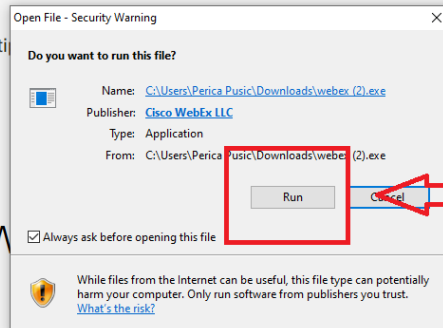 Open File - Security Warning
Do you want to run this file?
Name: C:\Users\Perica Pusic\Downloads\webex (2).exe
Publisher: Cisco WebEx LLC
Type: Application
From: C:\Users\Perica Pusic\Downloads\webex (2).exe
Run Cancel
Always ask before opening this file
While files from the Internet can be useful, this file type can potentially
harm your computer. Only run software from publishers you trust.
What's the risk?